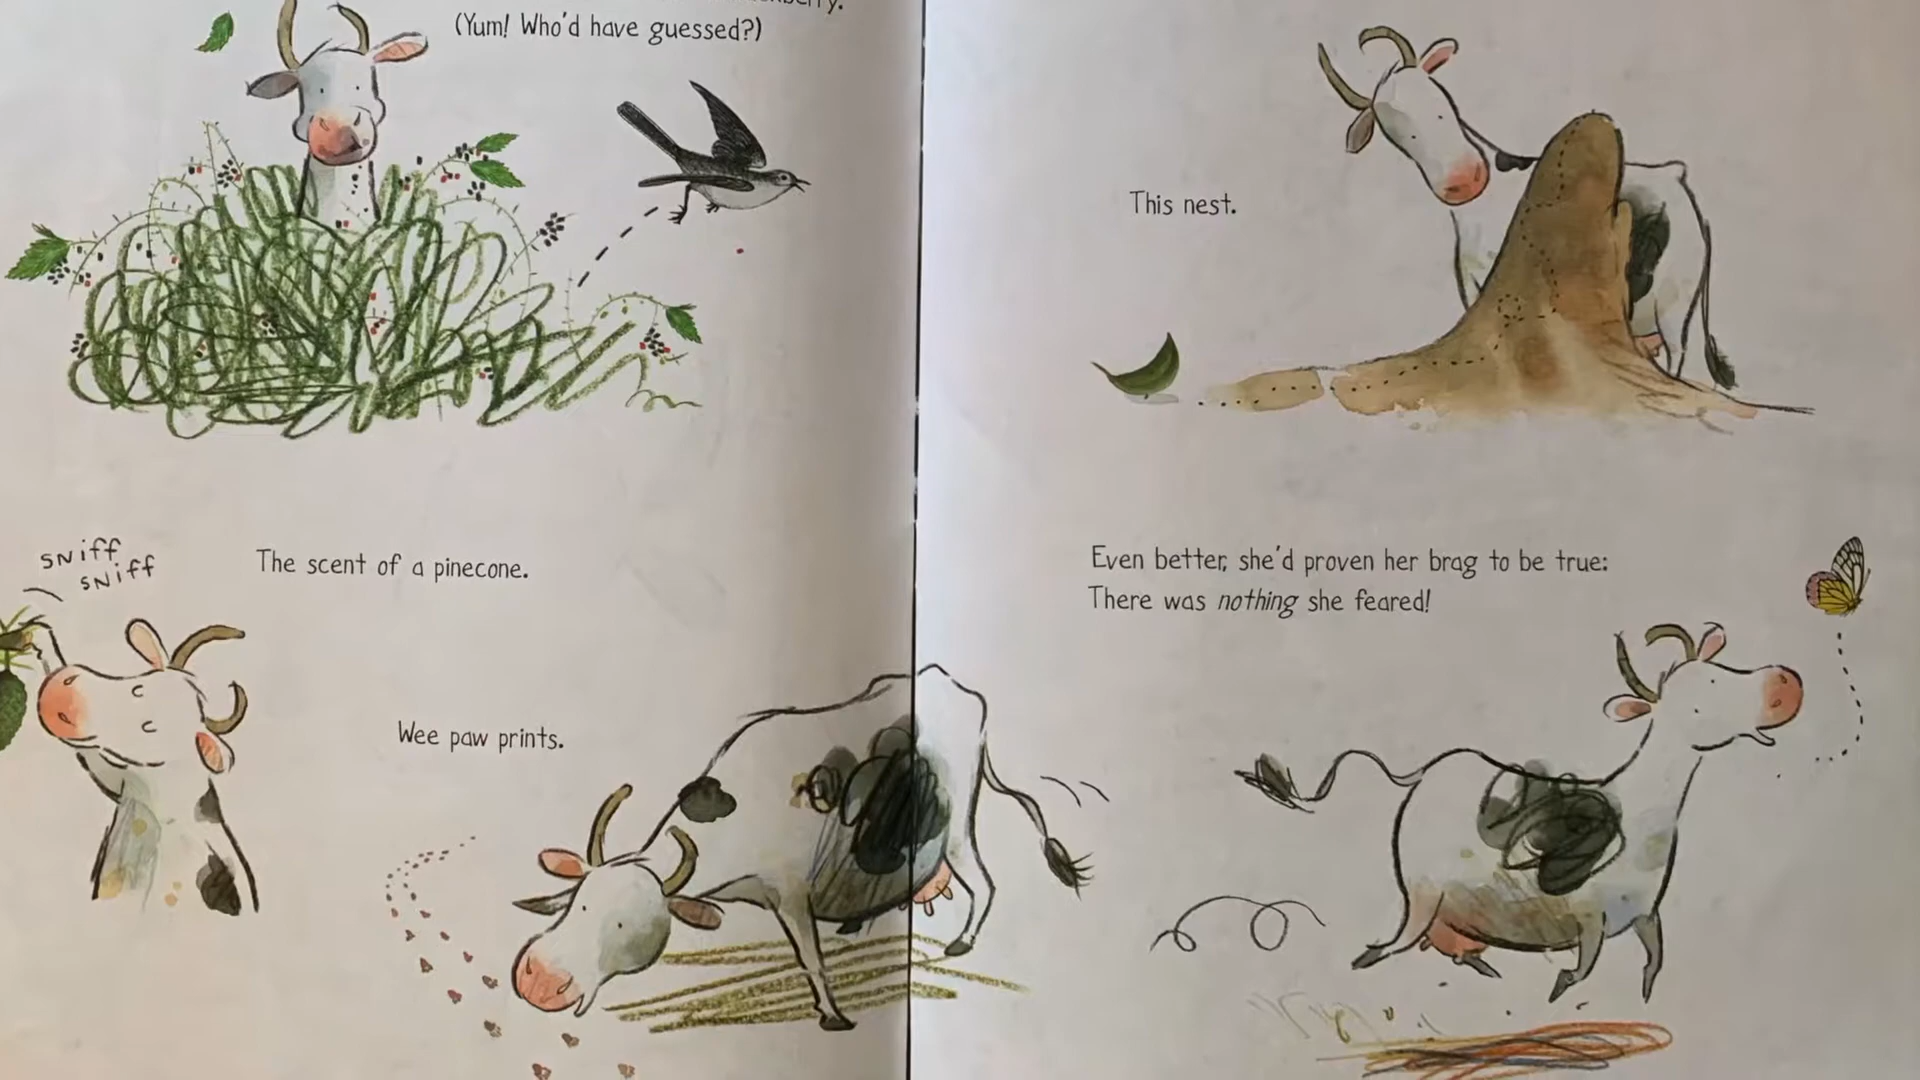 (Yum! Who'd have guessed?)
sniff
sniff
The scent of a pinecone.
Wee paw prints.
This nest.
Even better, she'd proven her brag to be true:
There was nothing she feared!